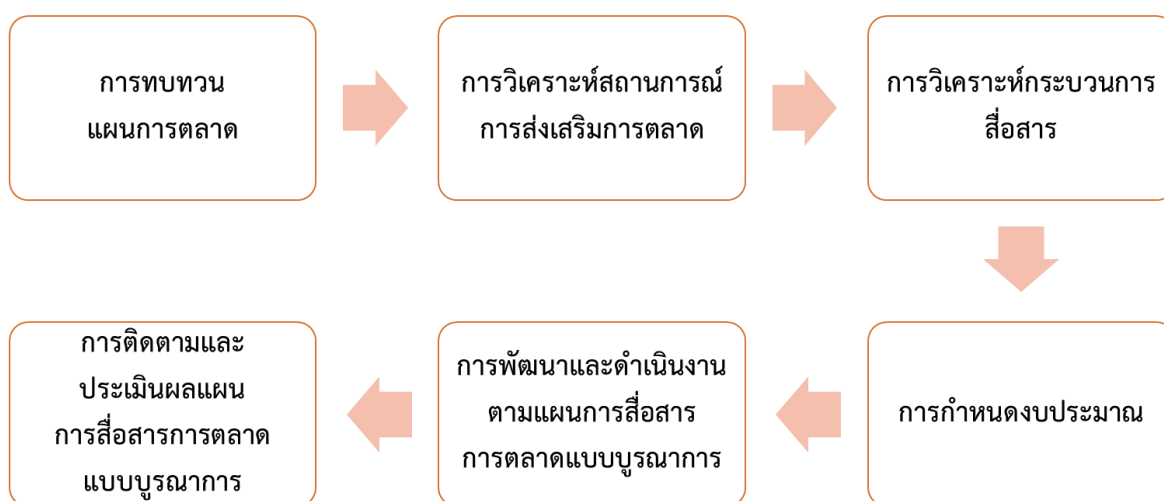 การทบทวน
แผนการตลาด
การวิเคราะห์สถานการณ์
การส่งเสริมการตลาด
การวิเคราะห์กระบวนการ
สื่อสาร
การกำหนดงบประมาณ
การพัฒนาและดำเนินงาน
ตามแผนการสื่อสาร
การตลาดแบบบูรณาการ
การติดตามและ
ประเมินผลแผน
การสื่อสารการตลาด
แบบบูรณาการ